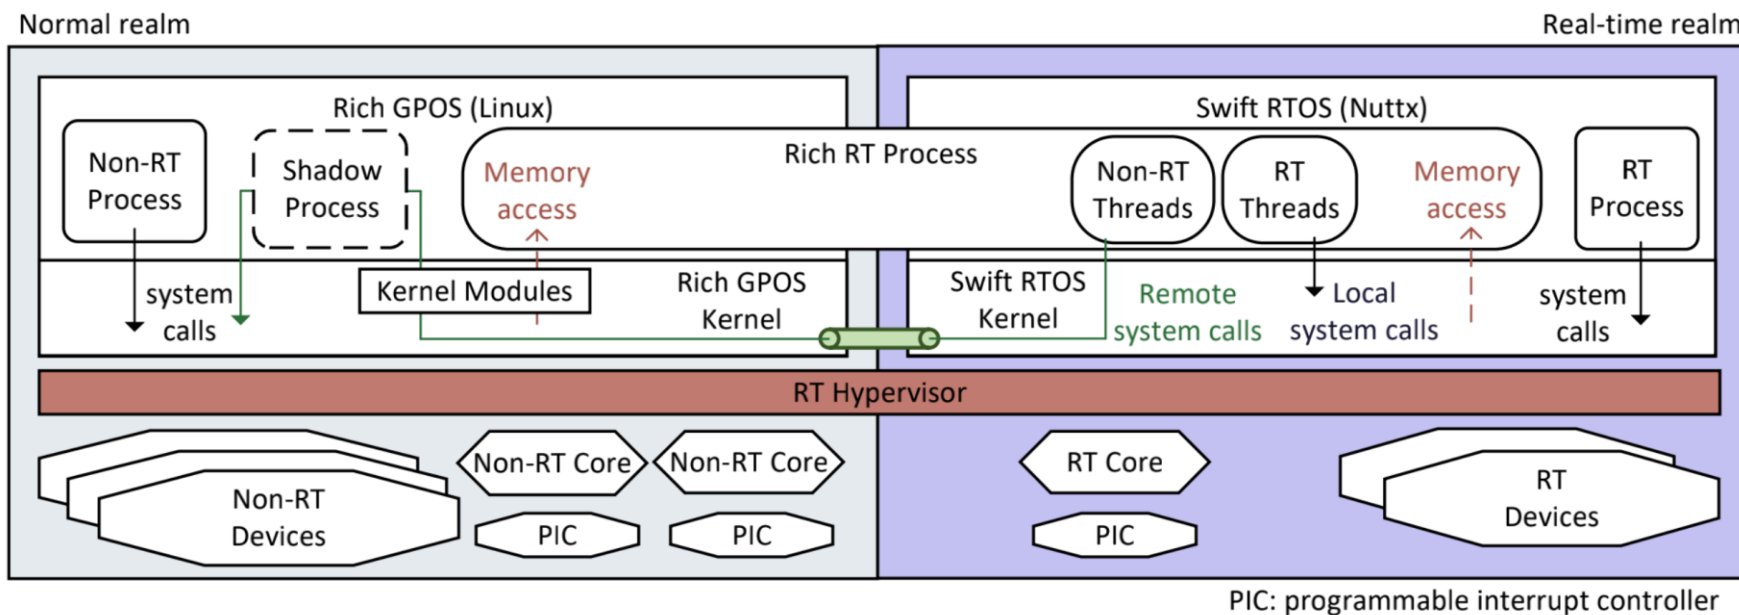 Normal realm
Real-time realm
Rich GPOS (Linux)
Swift RTOS (Nuttx)
Non-RT
Process
Shadow
Process
Memory
access
Rich RT Process
Non-RT
Threads
RT
Threads
Memory
access
RT
Process
system
calls
Kernel Modules
Rich GPOS
Kernel
Swift RTOS
Kernel
Remote
system calls
Local
system calls
system
calls
RT Hypervisor
Non-RT
Devices
Non-RT Core
Non-RT Core
PIC
PIC
RT Core
PIC
RT
Devices
PIC: programmable interrupt controller